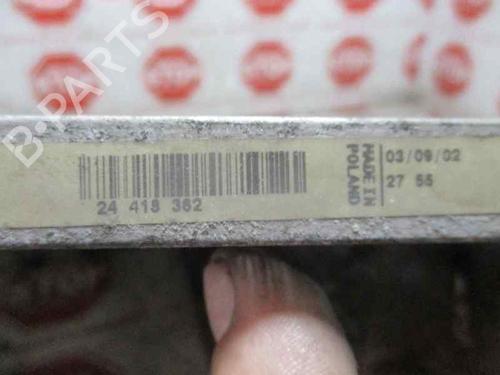 24 418 362
MADE IN
POLAND
03/09/02
27 55
B-PARTS